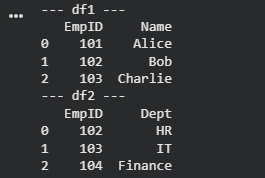 --- df1 ---
   EmpID     Name
0    101    Alice
1    102      Bob
2    103  Charlie
--- df2 ---
   EmpID     Dept
0    102       HR
1    103       IT
2    104  Finance